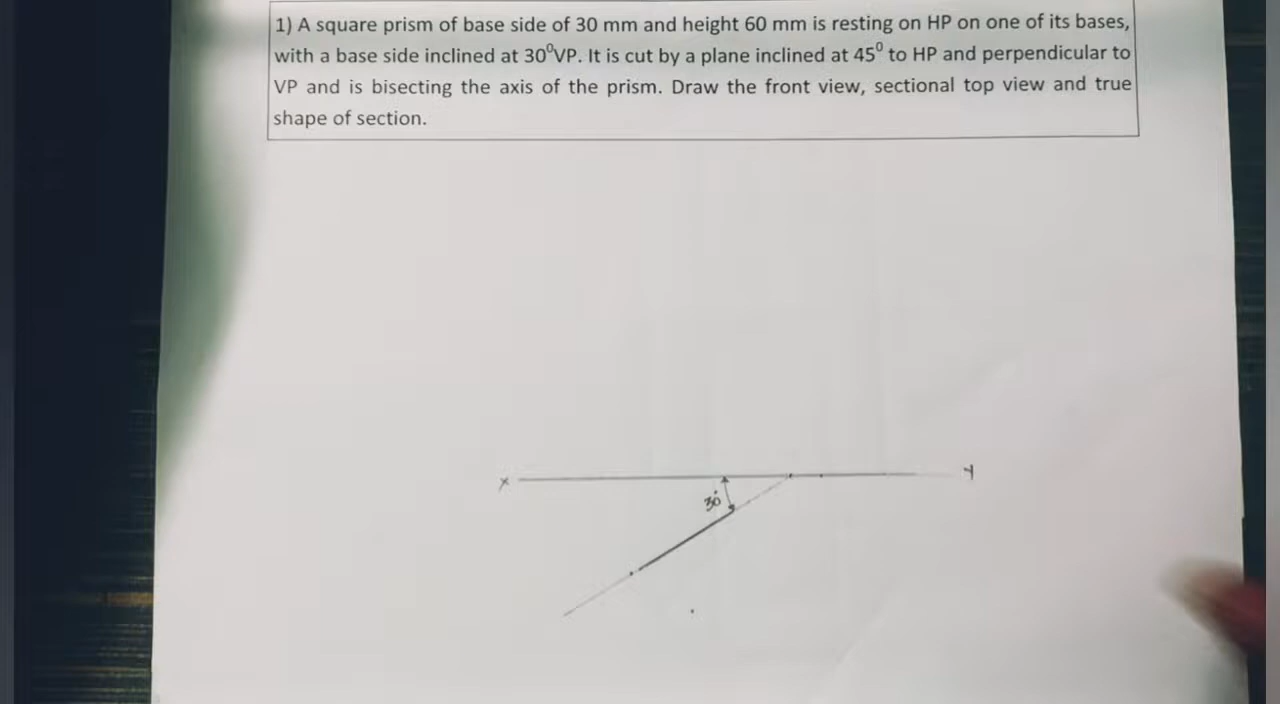 1) A square prism of base side of 30 mm and height 60 mm is resting on HP on one of its bases,
with a base side inclined at 30⁰VP. It is cut by a plane inclined at 45⁰ to HP and perpendicular to
VP and is bisecting the axis of the prism. Draw the front view, sectional top view and true
shape of section.
X Y
30°